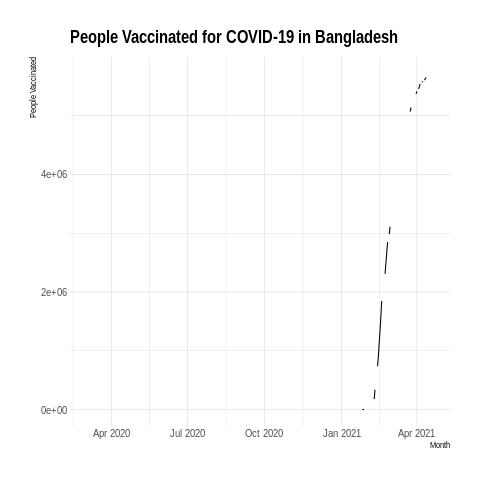 People Vaccinated for COVID-19 in Bangladesh
People Vaccinated
4e+06
2e+06
0e+00
Apr 2020
Jul 2020
Oct 2020
Jan 2021
Apr 2021
Month